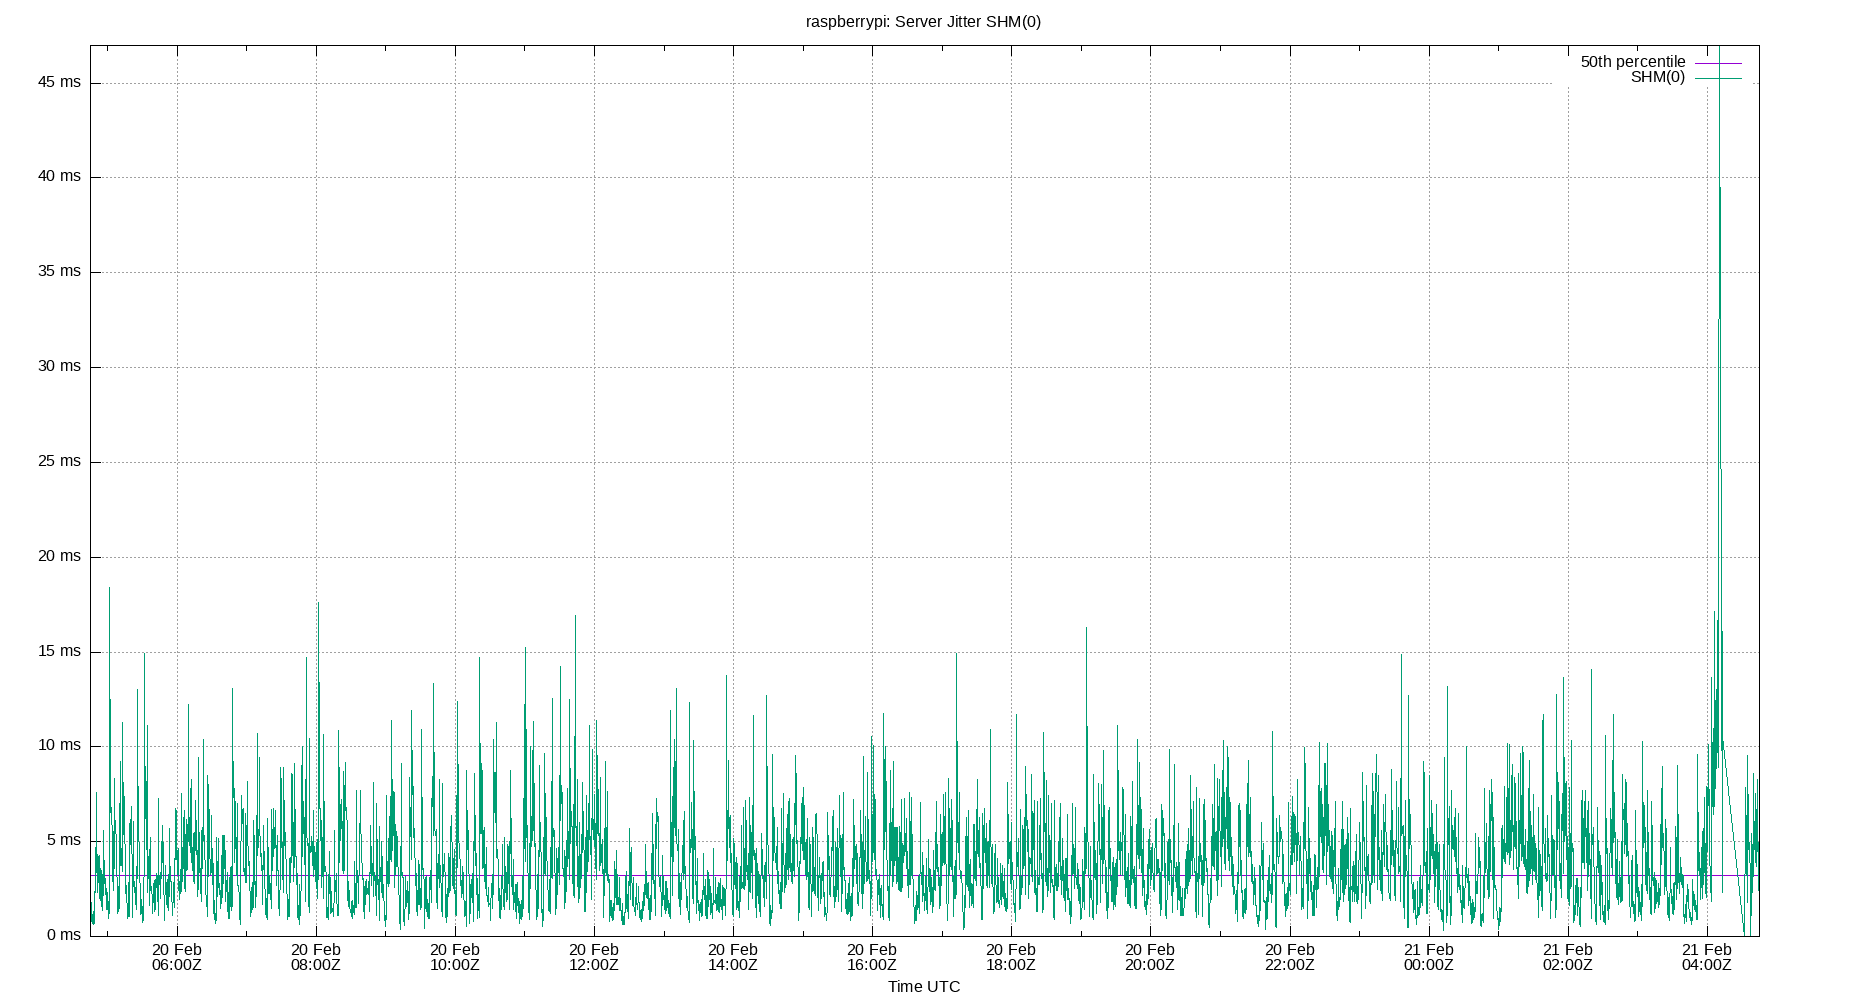 raspberrypi: Server Jitter SHM(0)
50th percentile
SHM(0)
45 ms
40 ms
35 ms
30 ms
25 ms
20 ms
15 ms
10 ms
5 ms
0 ms
20 Feb 20 Feb 20 Feb 20 Feb 20 Feb 20 Feb 20 Feb 20 Feb 20 Feb 21 Feb 21 Feb 21 Feb
06:00Z 08:00Z 10:00Z 12:00Z 14:00Z 16:00Z 18:00Z 20:00Z 22:00Z 00:00Z 02:00Z 04:00Z
Time UTC